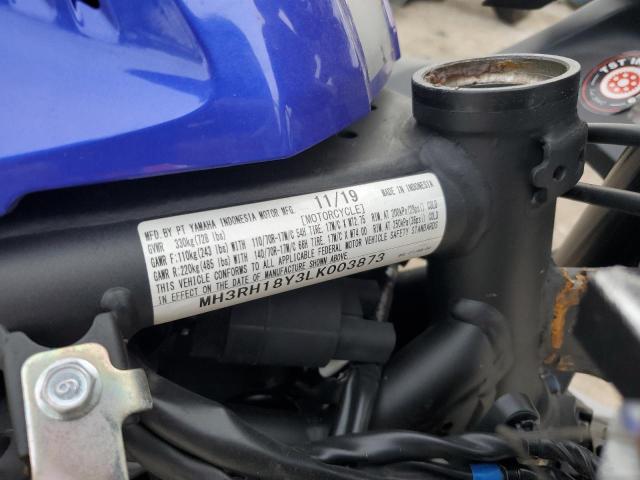 MFD BY PT YAMAHA INDONESIA MOTOR MFG. 11/19 MADE IN INDONESIA
GVWR 330kg(728 lbs) [MOTORCYCLE]
GAWR F:110kg(243 lbs) WITH 110/70R-17M/C 54H TIRE, 17M/C X MT2.75 RIM, AT 200kPa(29psi) COLD
GAWR R:220kg(485 lbs) WITH 140/70R-17M/C 66H TIRE, 17M/C X MT4.00 RIM, AT 250kPa(36psi) COLD
THIS VEHICLE CONFORMS TO ALL APPLICABLE FEDERAL MOTOR VEHICLE SAFETY STANDARDS
IN EFFECT ON THE DATE OF MANUFACTURE SHOWN ABOVE.
MH3RH18Y3LK003873
TST